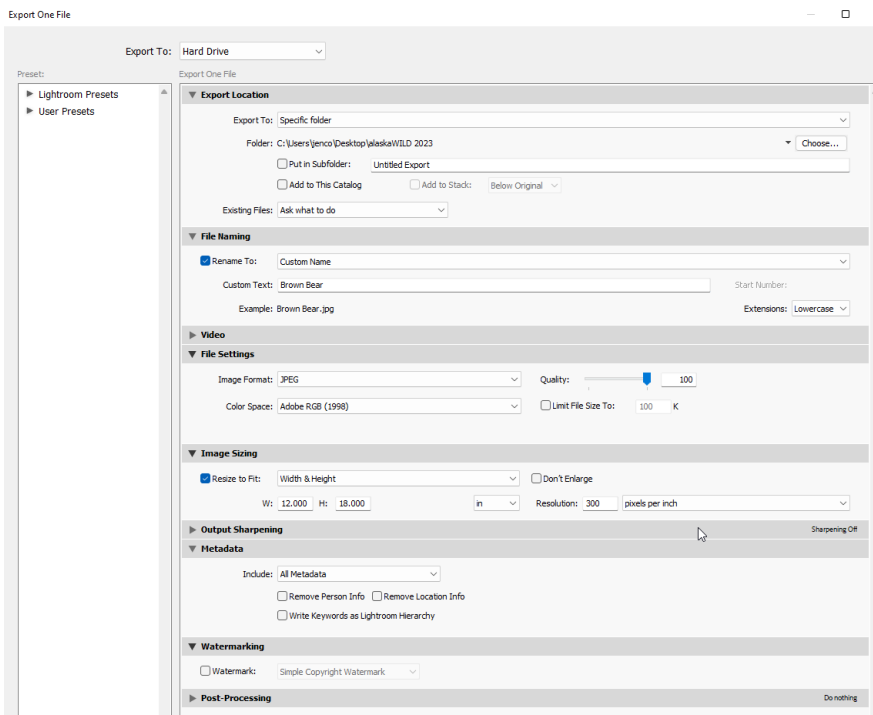 Export One File
Export To: Hard Drive
Preset:
Lightroom Presets
User Presets
Export One File
Export Location
Export To: Specific folder
Folder: C:\Users\jenco\Desktop\alaskaWILD 2023 Choose...
Put in Subfolder: Untitled Export
Add to This Catalog Add to Stack: Below Original
Existing Files: Ask what to do
File Naming
Rename To: Custom Name
Custom Text: Brown Bear Start Number:
Example: Brown Bear.jpg Extensions: Lowercase
Video
File Settings
Image Format: JPEG Quality: 100
Color Space: Adobe RGB (1998) Limit File Size To: 100 K
Image Sizing
Resize to Fit: Width & Height Don't Enlarge
W: 12.000 H: 18.000 in Resolution: 300 pixels per inch
Output Sharpening Sharpening Off
Metadata
Include: All Metadata
Remove Person Info Remove Location Info
Write Keywords as Lightroom Hierarchy
Watermarking
Watermark: Simple Copyright Watermark
Post-Processing Do nothing